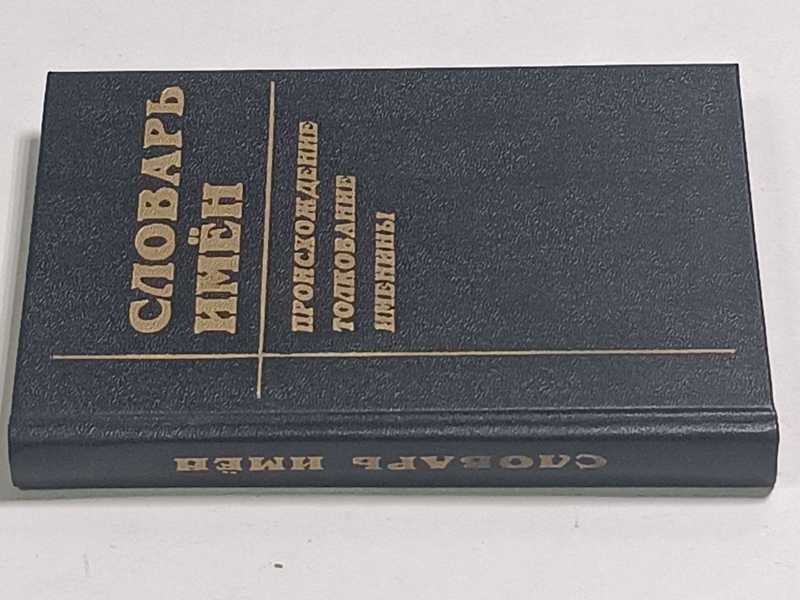 СЛОВАРЬ
ИМЁН
ПРОИСХОЖДЕНИЕ
ТОЛКОВАНИЕ
ИМЕНИНЫ
СЛОВАРЬ ИМЁН